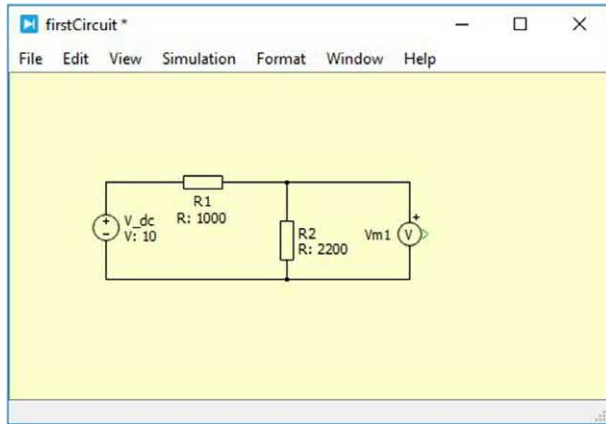 firstCircuit *
File Edit View Simulation Format Window Help
R1
R: 1000
V_dc
V: 10
R2
R: 2200
Vm1
V